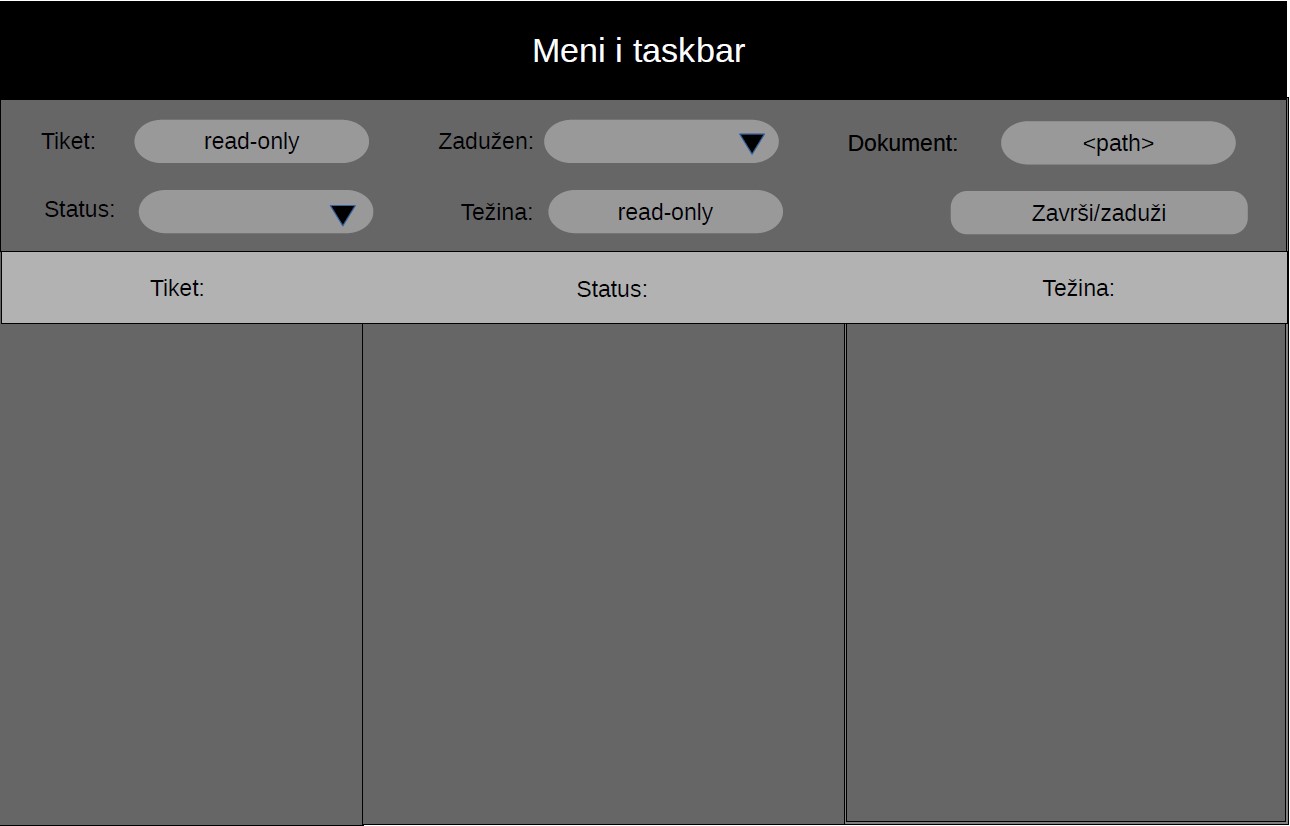 Meni i taskbar
Tiket: read-only Zadužen: Dokument: <path>
Status: Težina: read-only Završi/zaduži
Tiket: Status: Težina: